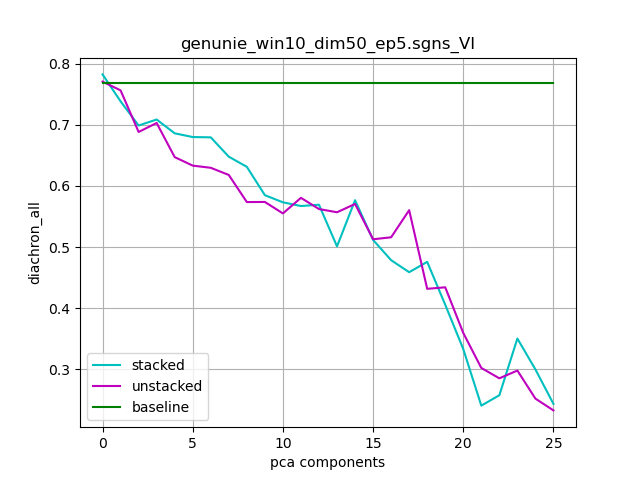 genunie_win10_dim50_ep5.sgns_VI
0.8
0.7
0.6
0.5
0.4
0.3
diachron_all
stacked
unstacked
baseline
0 5 10 15 20 25
pca components